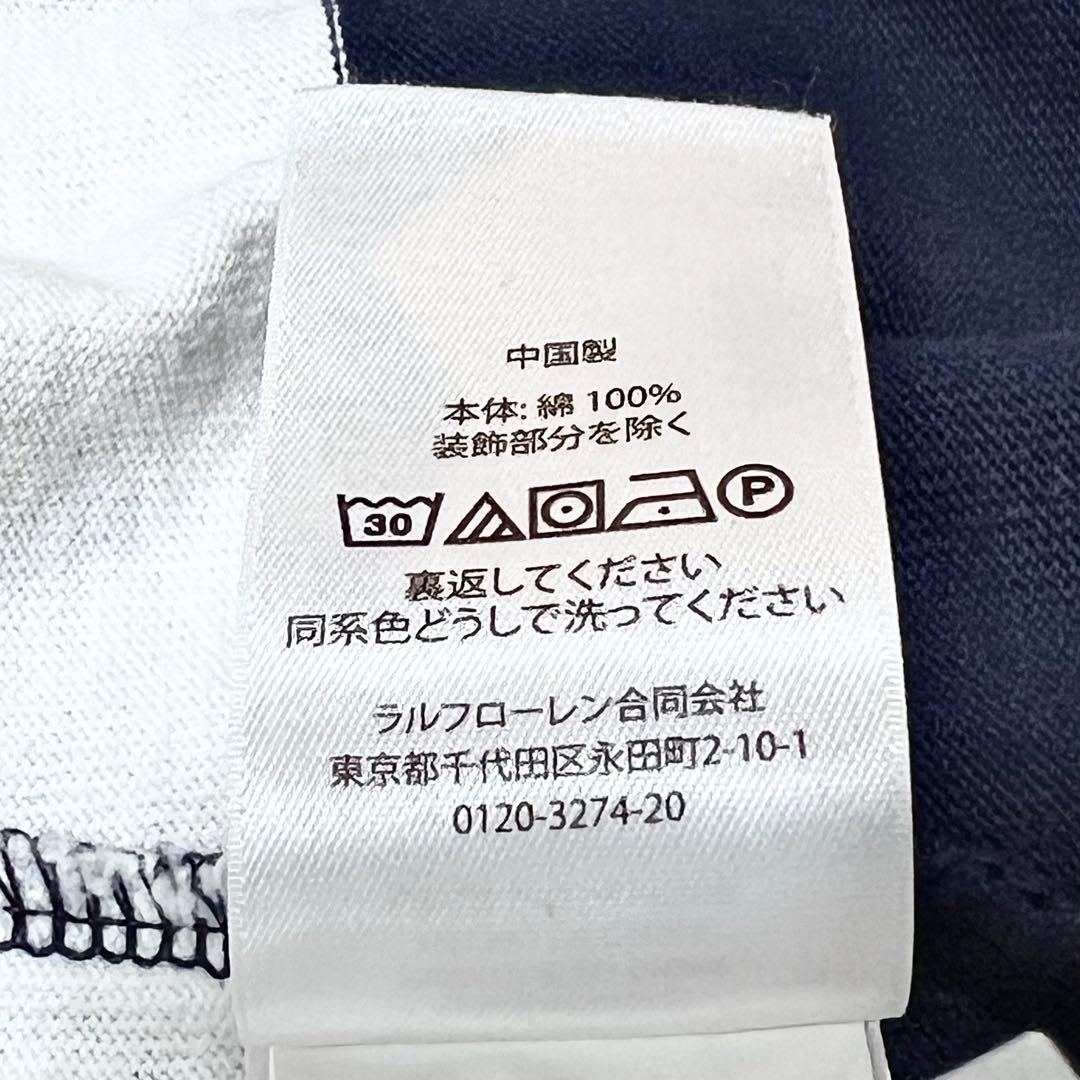 中国製
本体: 綿 100%
装飾部分を除く
30 P
裏返してください
同系色どうしで洗ってください
ラルフローレン合同会社
東京都千代田区永田町2-10-1
0120-3274-20